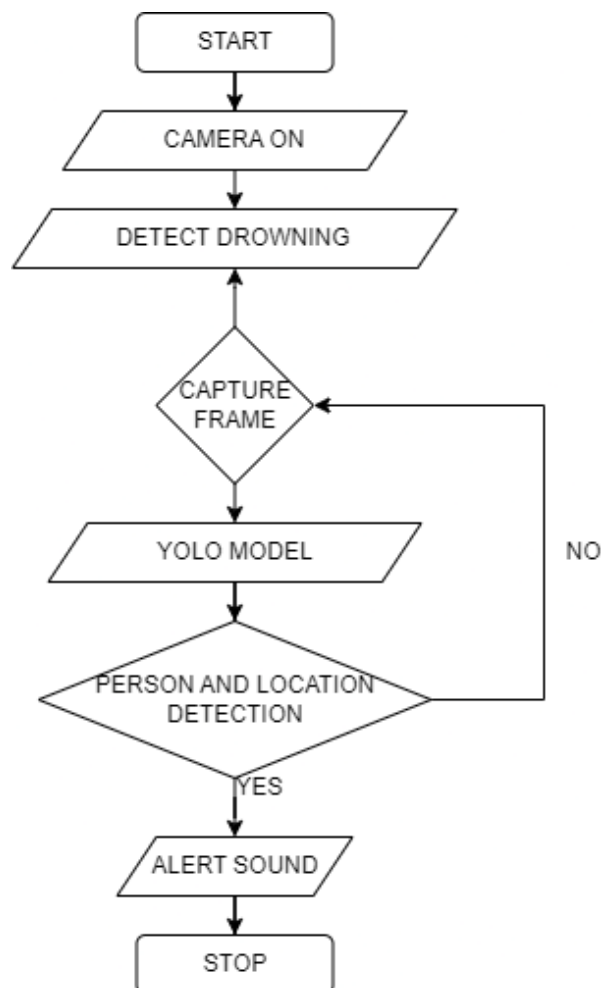 START
CAMERA ON
DETECT DROWNING
CAPTURE
FRAME
YOLO MODEL
NO
PERSON AND LOCATION
DETECTION
YES
ALERT SOUND
STOP